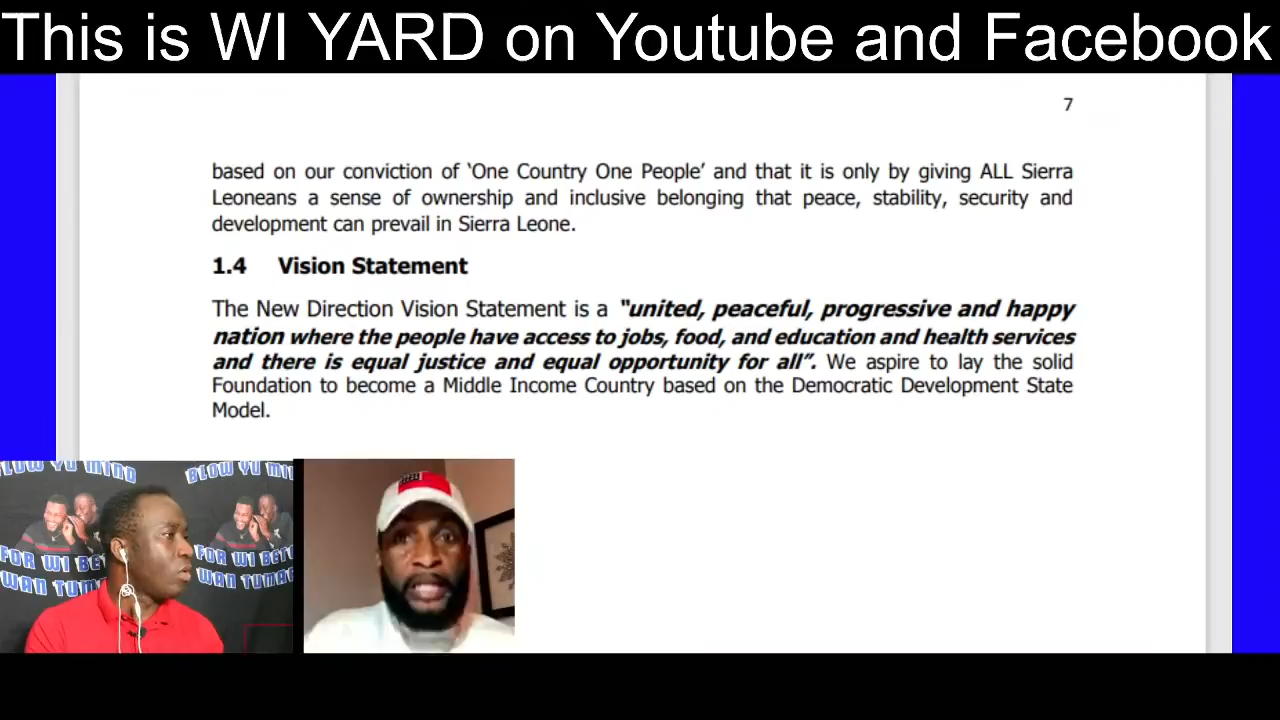 This is WI YARD on Youtube and Facebook
7
based on our conviction of ‘One Country One People’ and that it is only by giving ALL Sierra
Leoneans a sense of ownership and inclusive belonging that peace, stability, security and
development can prevail in Sierra Leone.
1.4 Vision Statement
The New Direction Vision Statement is a “united, peaceful, progressive and happy
nation where the people have access to jobs, food, and education and health services
and there is equal justice and equal opportunity for all”. We aspire to lay the solid
Foundation to become a Middle Income Country based on the Democratic Development State
Model.
BLOW YU MIND
BLOW YU MI
FOR WI BET
WAN TUM
FOR WI BET
WAN TUMA